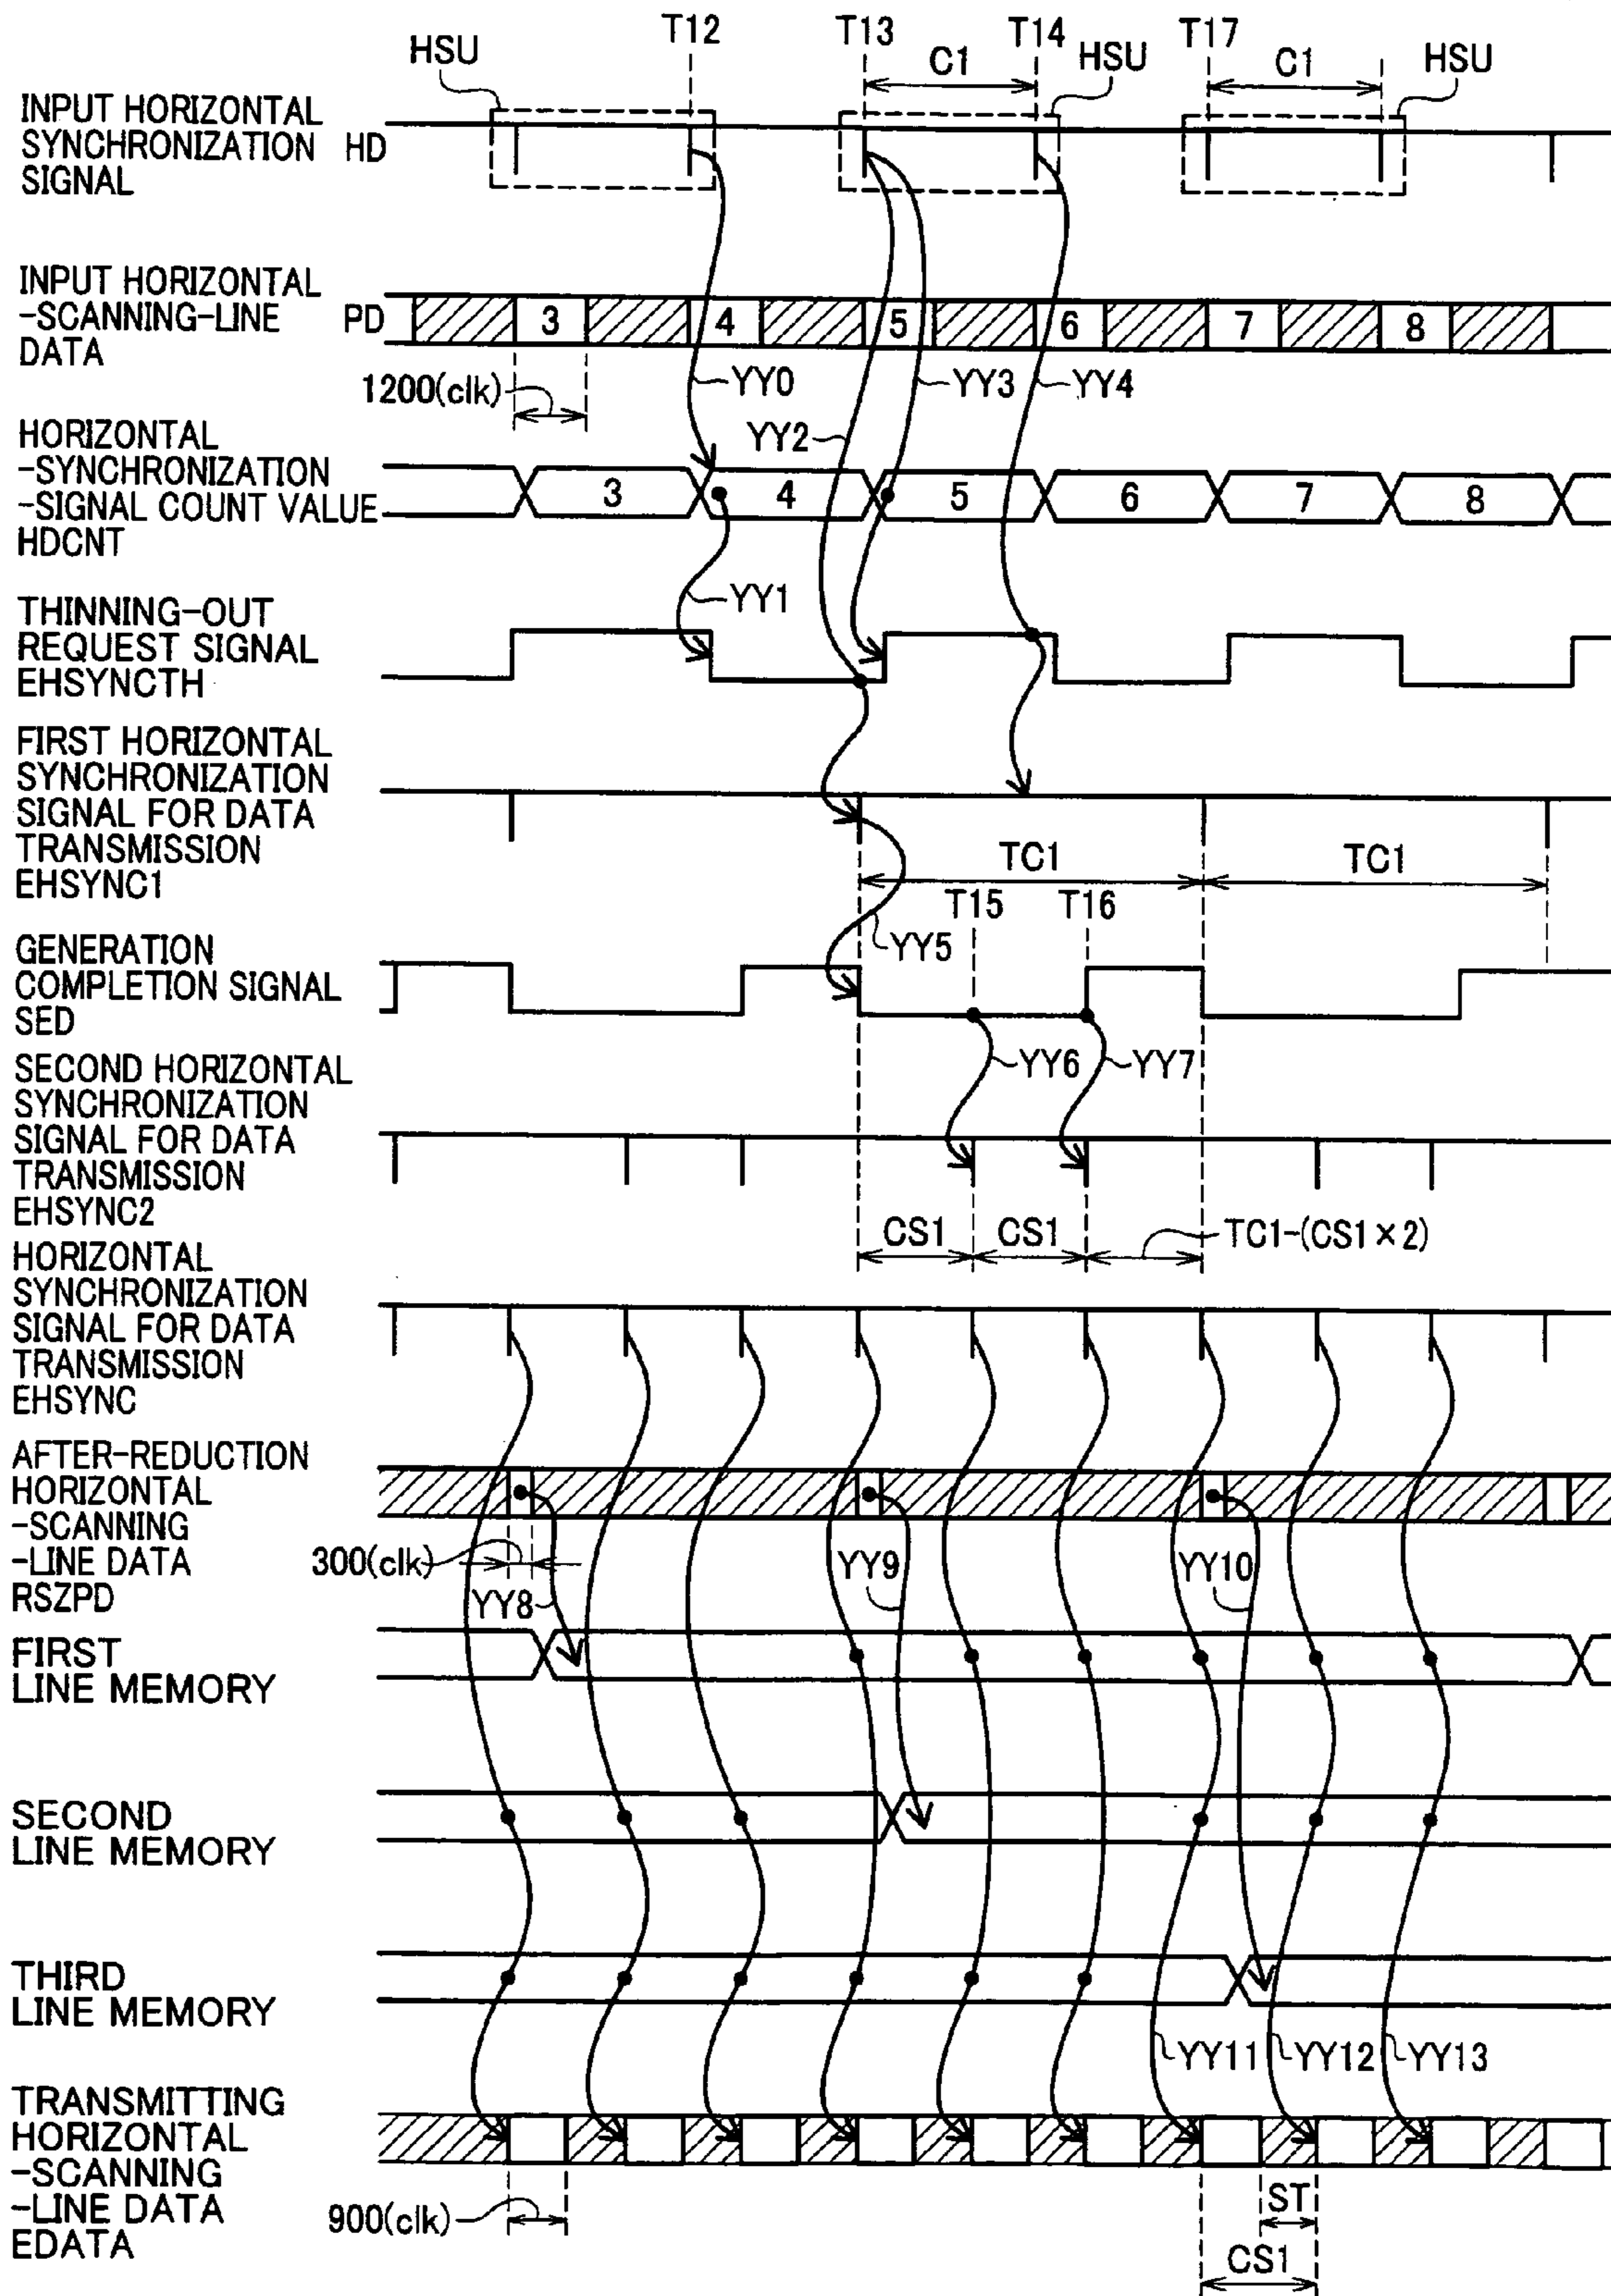 T12
T13
T14
T17
HSU
C1
HSU
C1
HSU
INPUT HORIZONTAL
SYNCHRONIZATION HD
SIGNAL
INPUT HORIZONTAL
-SCANNING-LINE PD
DATA
3
4
5
6
7
8
1200(clk)
YY0
YY3
YY4
YY2
HORIZONTAL
-SYNCHRONIZATION
-SIGNAL COUNT VALUE
HDCNT
3
4
5
6
7
8
YY1
THINNING-OUT
REQUEST SIGNAL
EHSYNCTH
FIRST HORIZONTAL
SYNCHRONIZATION
SIGNAL FOR DATA
TRANSMISSION
EHSYNC1
TC1
TC1
T15
T16
YY5
GENERATION
COMPLETION SIGNAL
SED
YY6
YY7
SECOND HORIZONTAL
SYNCHRONIZATION
SIGNAL FOR DATA
TRANSMISSION
EHSYNC2
CS1
CS1
TC1-(CS1×2)
HORIZONTAL
SYNCHRONIZATION
SIGNAL FOR DATA
TRANSMISSION
EHSYNC
AFTER-REDUCTION
HORIZONTAL
-SCANNING
-LINE DATA
RSZPD
300(clk)
YY8
YY9
YY10
FIRST
LINE MEMORY
SECOND
LINE MEMORY
THIRD
LINE MEMORY
YY11
YY12
YY13
TRANSMITTING
HORIZONTAL
-SCANNING
-LINE DATA
EDATA
900(clk)
ST
CS1